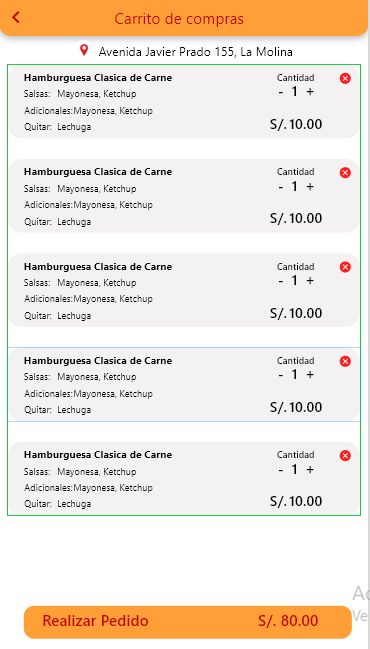 Carrito de compras
Avenida Javier Prado 155, La Molina
Hamburguesa Clasica de Carne Cantidad
Salsas: Mayonesa, Ketchup - 1 +
Adicionales:Mayonesa, Ketchup
Quitar: Lechuga S/.10.00
Hamburguesa Clasica de Carne Cantidad
Salsas: Mayonesa, Ketchup - 1 +
Adicionales:Mayonesa, Ketchup
Quitar: Lechuga S/.10.00
Hamburguesa Clasica de Carne Cantidad
Salsas: Mayonesa, Ketchup - 1 +
Adicionales:Mayonesa, Ketchup
Quitar: Lechuga S/.10.00
Hamburguesa Clasica de Carne Cantidad
Salsas: Mayonesa, Ketchup - 1 +
Adicionales:Mayonesa, Ketchup
Quitar: Lechuga S/.10.00
Hamburguesa Clasica de Carne Cantidad
Salsas: Mayonesa, Ketchup - 1 +
Adicionales:Mayonesa, Ketchup
Quitar: Lechuga S/.10.00
Realizar Pedido S/. 80.00